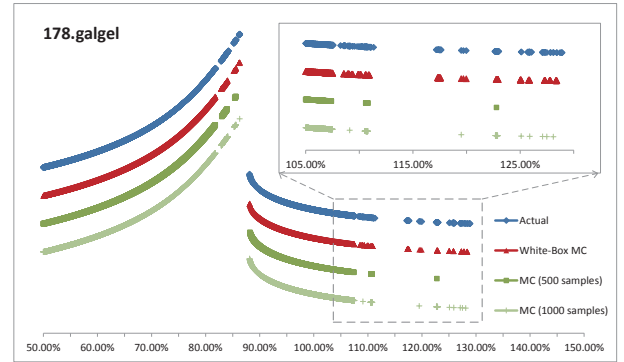 178.galgel
105.00% 115.00% 125.00%
Actual
White-Box MC
MC (500 samples)
MC (1000 samples)
50.00% 60.00% 70.00% 80.00% 90.00% 100.00% 110.00% 120.00% 130.00% 140.00% 150.00%